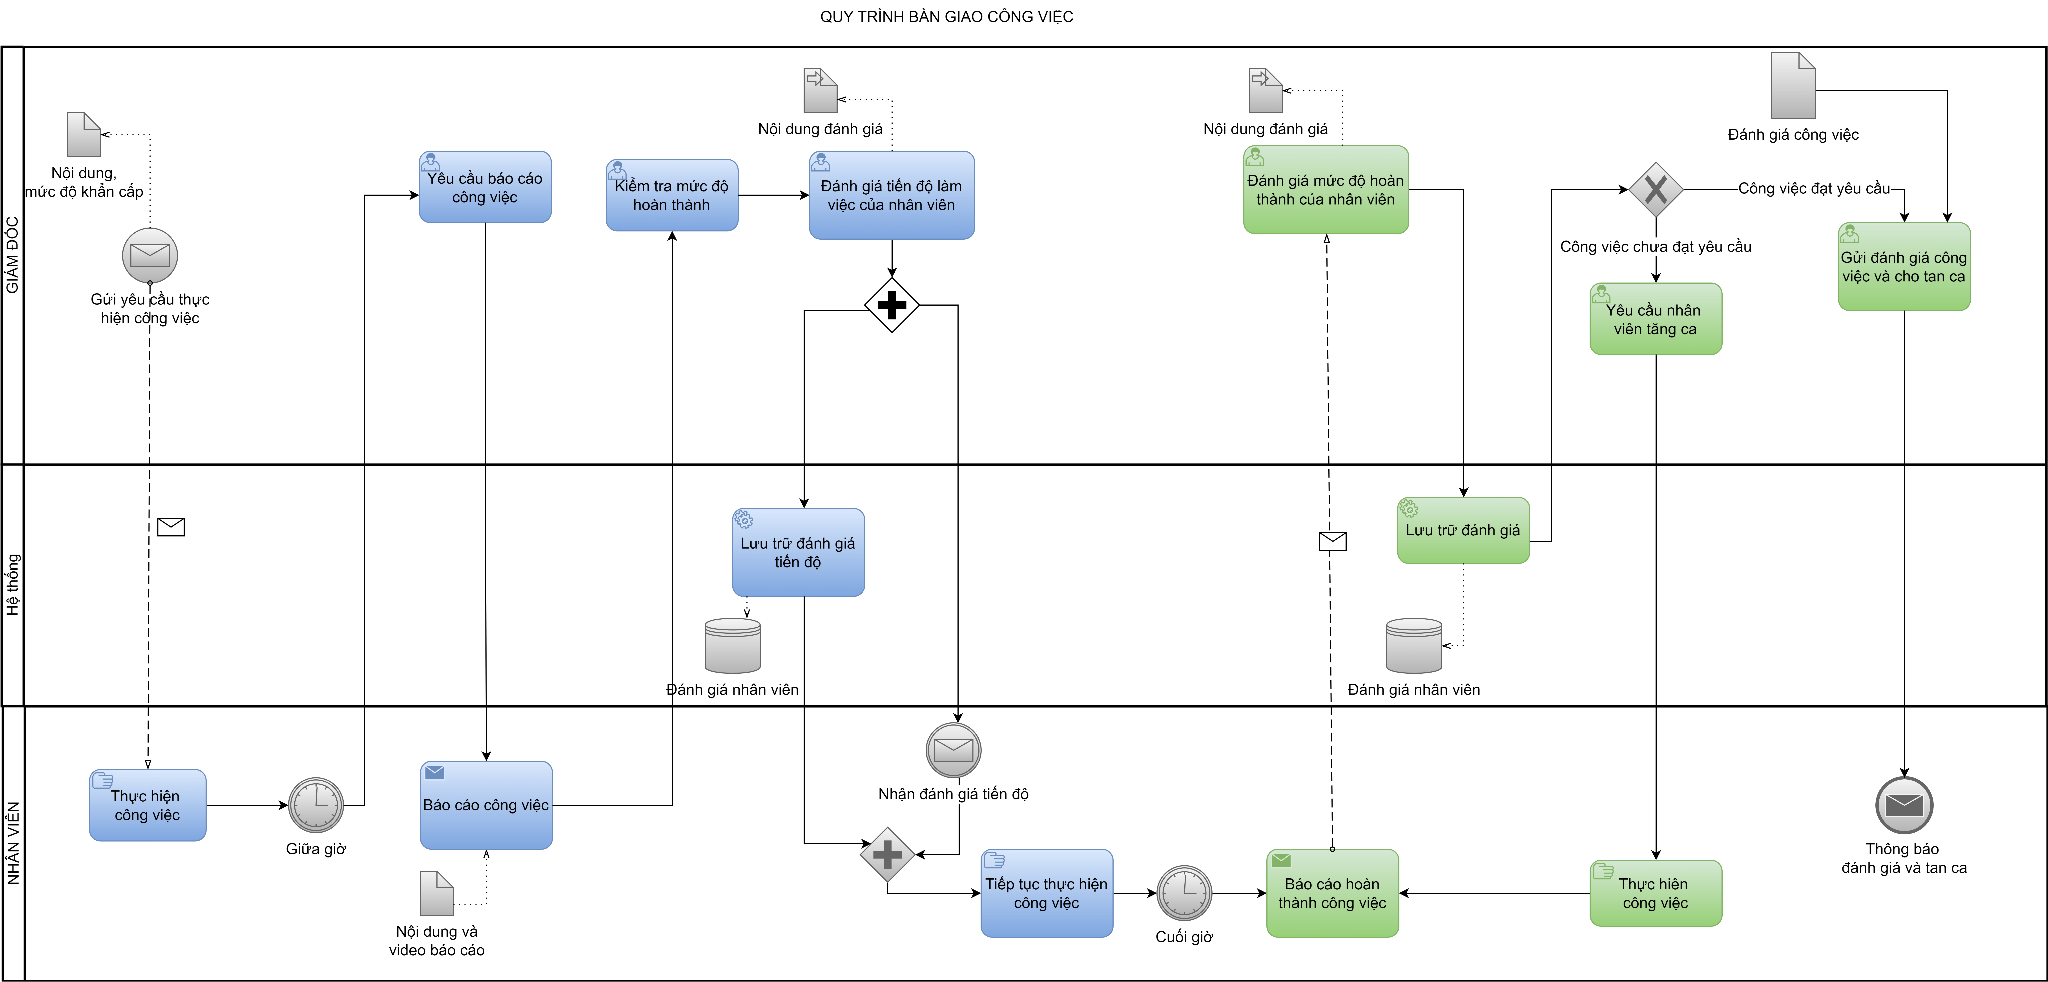 QUY TRÌNH BÀN GIAO CÔNG VIỆC
GIÁM ĐỐC
Nội dung,
mức độ khẩn cấp
Gửi yêu cầu thực
hiện công việc
Yêu cầu báo cáo
công việc
Kiểm tra mức độ
hoàn thành
Nội dung đánh giá
Đánh giá tiến độ làm
việc của nhân viên
Nội dung đánh giá
Đánh giá mức độ hoàn
thành của nhân viên
Công việc đạt yêu cầu
Công việc chưa đạt yêu cầu
Yêu cầu nhân
viên tăng ca
Đánh giá công việc
Gửi đánh giá công
việc và cho tan ca
Hệ thống
Lưu trữ đánh giá
tiến độ
Đánh giá nhân viên
Lưu trữ đánh giá
Đánh giá nhân viên
NHÂN VIÊN
Thực hiện
công việc
Giữa giờ
Báo cáo công việc
Nội dung và
video báo cáo
Nhận đánh giá tiến độ
Tiếp tục thực hiện
công việc
Cuối giờ
Báo cáo hoàn
thành công việc
Thực hiện
công việc
Thông báo
đánh giá và tan ca